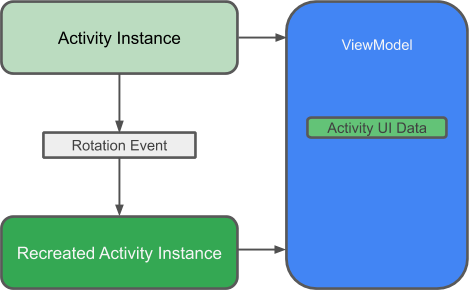 Activity Instance
ViewModel
Activity UI Data
Rotation Event
Recreated Activity Instance